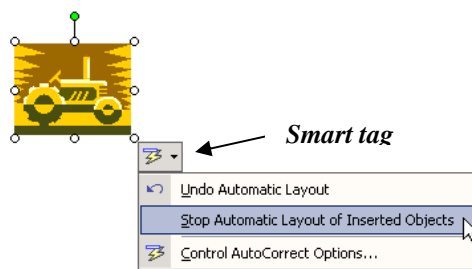 Smart tag
Undo Automatic Layout
Stop Automatic Layout of Inserted Objects
Control AutoCorrect Options...